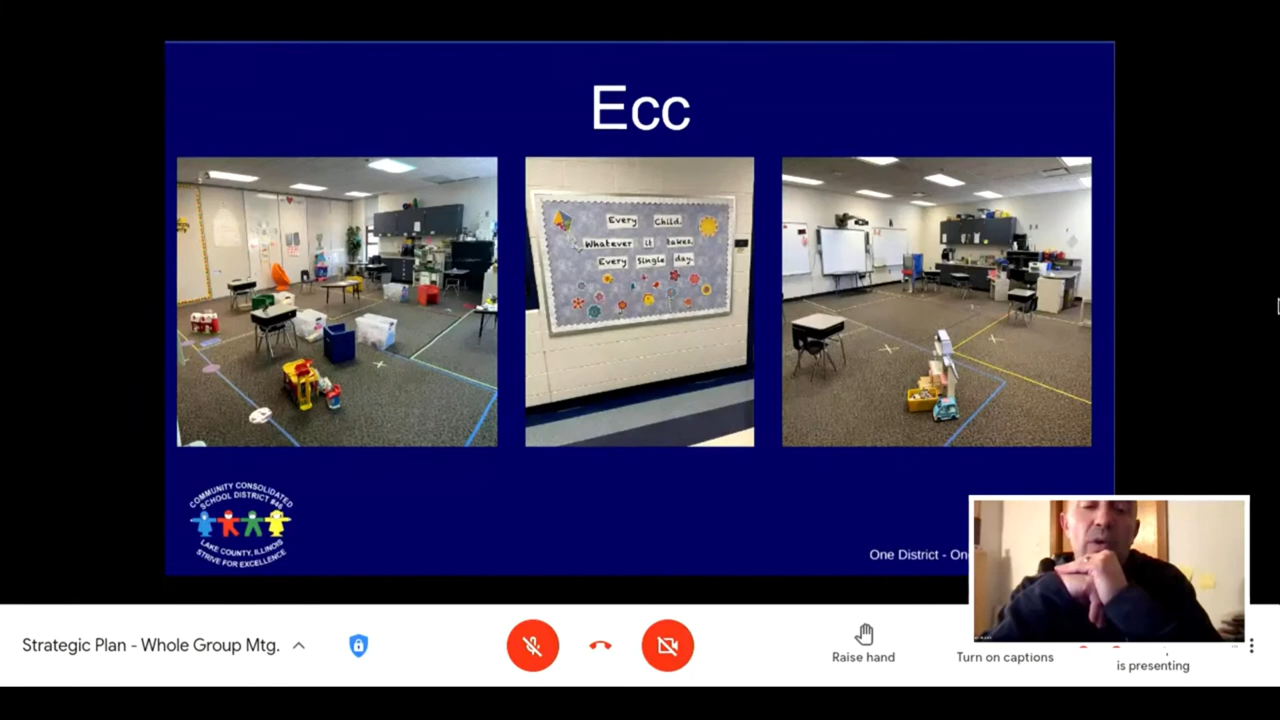 Ecc
Every Child.
Whatever it takes.
Every Single day.
COMMUNITY CONSOLIDATED
SCHOOL DISTRICT #46
LAKE COUNTY, ILLINOIS
STRIVE FOR EXCELLENCE
One District - On
Strategic Plan - Whole Group Mtg.
Raise hand
Turn on captions
is presenting